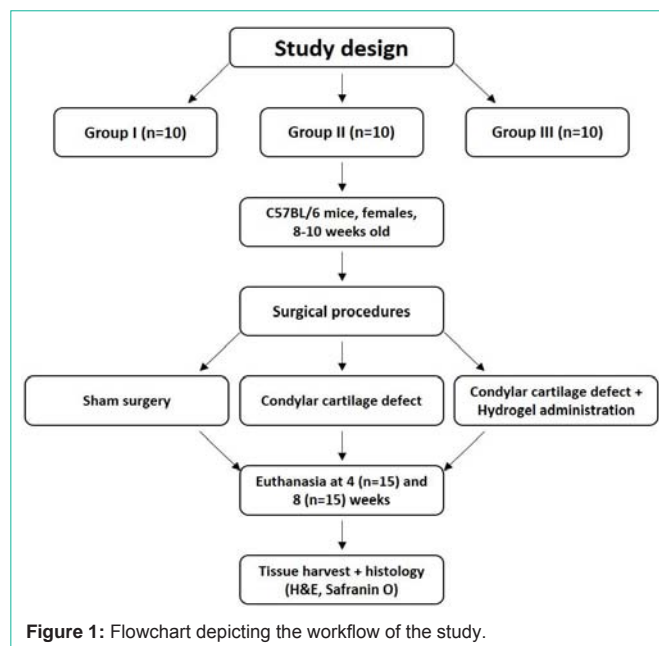 Study design
Group I (n=10)
Group II (n=10)
Group III (n=10)
C57BL/6 mice, females,
8-10 weeks old
Surgical procedures
Sham surgery
Condylar cartilage defect
Condylar cartilage defect +
Hydrogel administration
Euthanasia at 4 (n=15) and
8 (n=15) weeks
Tissue harvest + histology
(H&E, Safranin O)
Figure 1: Flowchart depicting the workflow of the study.